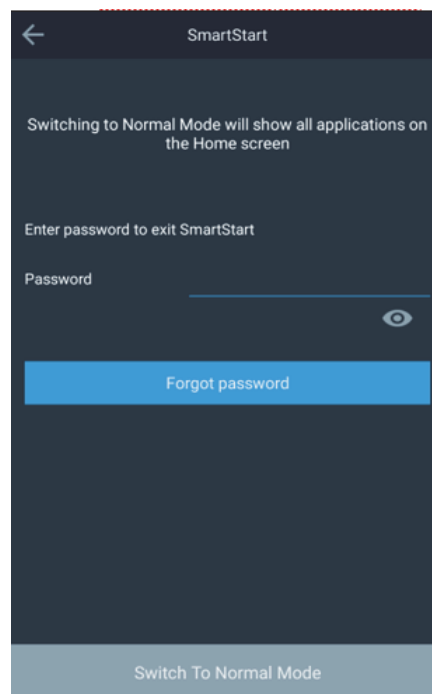 SmartStart
Switching to Normal Mode will show all applications on
the Home screen
Enter password to exit SmartStart
Password
Forgot password
Switch To Normal Mode